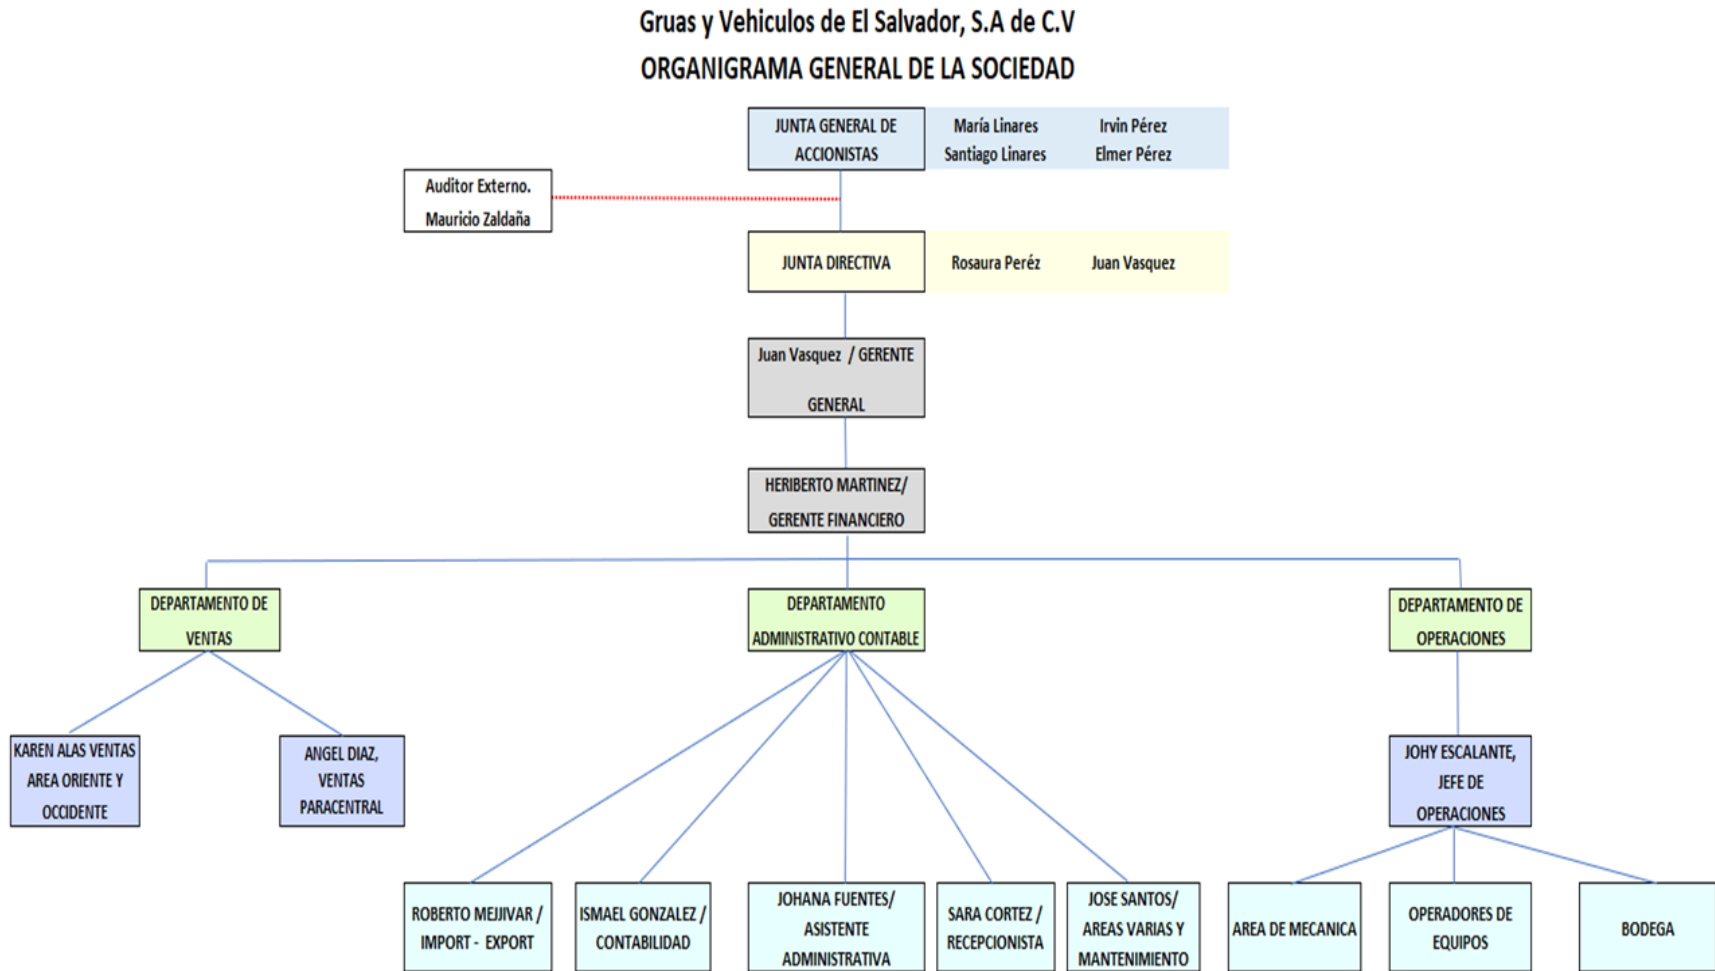 Gruas y Vehiculos de El Salvador, S.A de C.V
ORGANIGRAMA GENERAL DE LA SOCIEDAD
JUNTA GENERAL DE
ACCIONISTAS
María Linares Irvin Pérez
Santiago Linares Elmer Pérez
Auditor Externo.
Mauricio Zaldaña
JUNTA DIRECTIVA
Rosaura Peréz Juan Vasquez
Juan Vasquez / GERENTE
GENERAL
HERIBERTO MARTINEZ/
GERENTE FINANCIERO
DEPARTAMENTO DE
VENTAS
DEPARTAMENTO
ADMINISTRATIVO CONTABLE
DEPARTAMENTO DE
OPERACIONES
KAREN ALAS VENTAS
AREA ORIENTE Y
OCCIDENTE
ANGEL DIAZ,
VENTAS
PARACENTRAL
JOHY ESCALANTE,
JEFE DE
OPERACIONES
ROBERTO MEJJIVAR /
IMPORT - EXPORT
ISMAEL GONZALEZ /
CONTABILIDAD
JOHANA FUENTES/
ASISTENTE
ADMINISTRATIVA
SARA CORTEZ /
RECEPCIONISTA
JOSE SANTOS/
AREAS VARIAS Y
MANTENIMIENTO
AREA DE MECANICA
OPERADORES DE
EQUIPOS
BODEGA